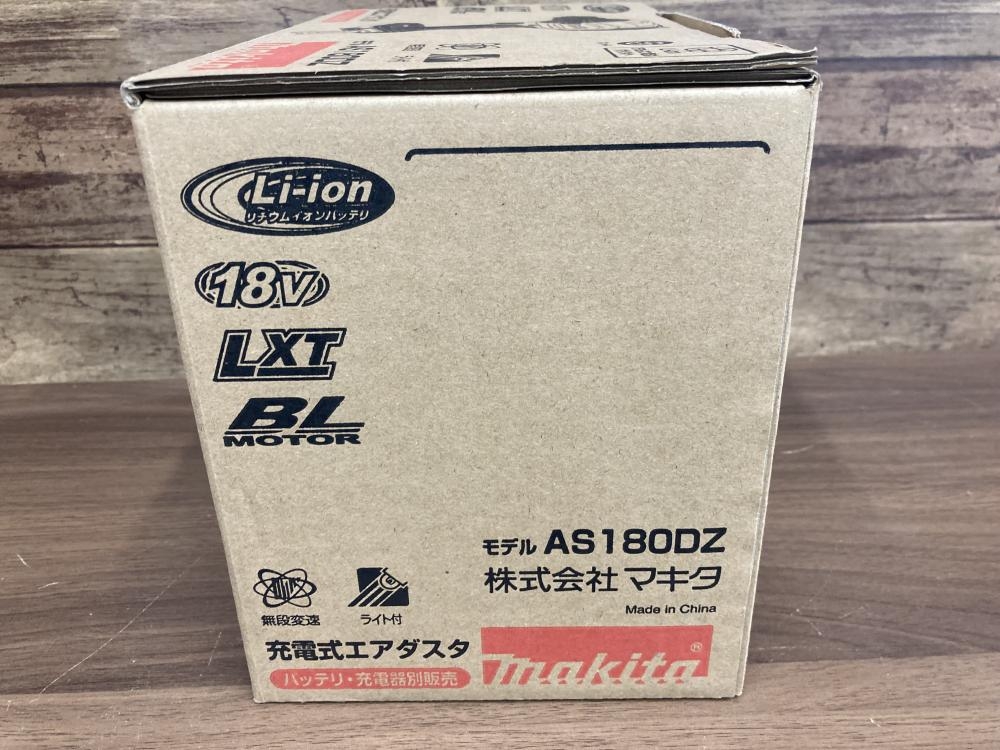 makita
Li-ion
リチウムイオンバッテリ
18V
LXT
BL
MOTOR
モデル AS180DZ
株式会社 マキタ
Made in China
無段変速
ライト付
充電式エアダスタ
バッテリ・充電器別販売
makita®